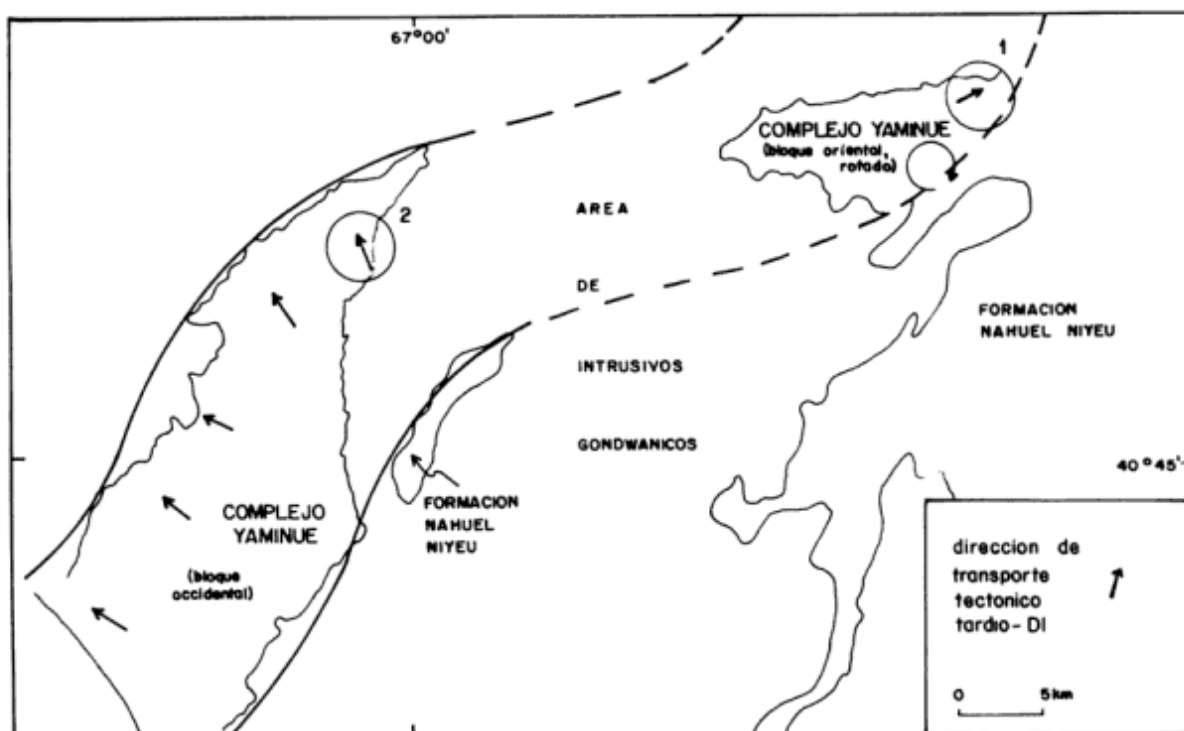 67°00'
1
COMPLEJO YAMINUE
(bloque oriental,
rotado)
2
AREA
DE
INTRUSIVOS
GONDWANICOS
FORMACION
NAHUEL NIYEU
40°45'
COMPLEJO
YAMINUE
(bloque
occidental)
FORMACION
NAHUEL
NIYEU
direccion de
transporte
tectonico
tardio-DI
0 5km